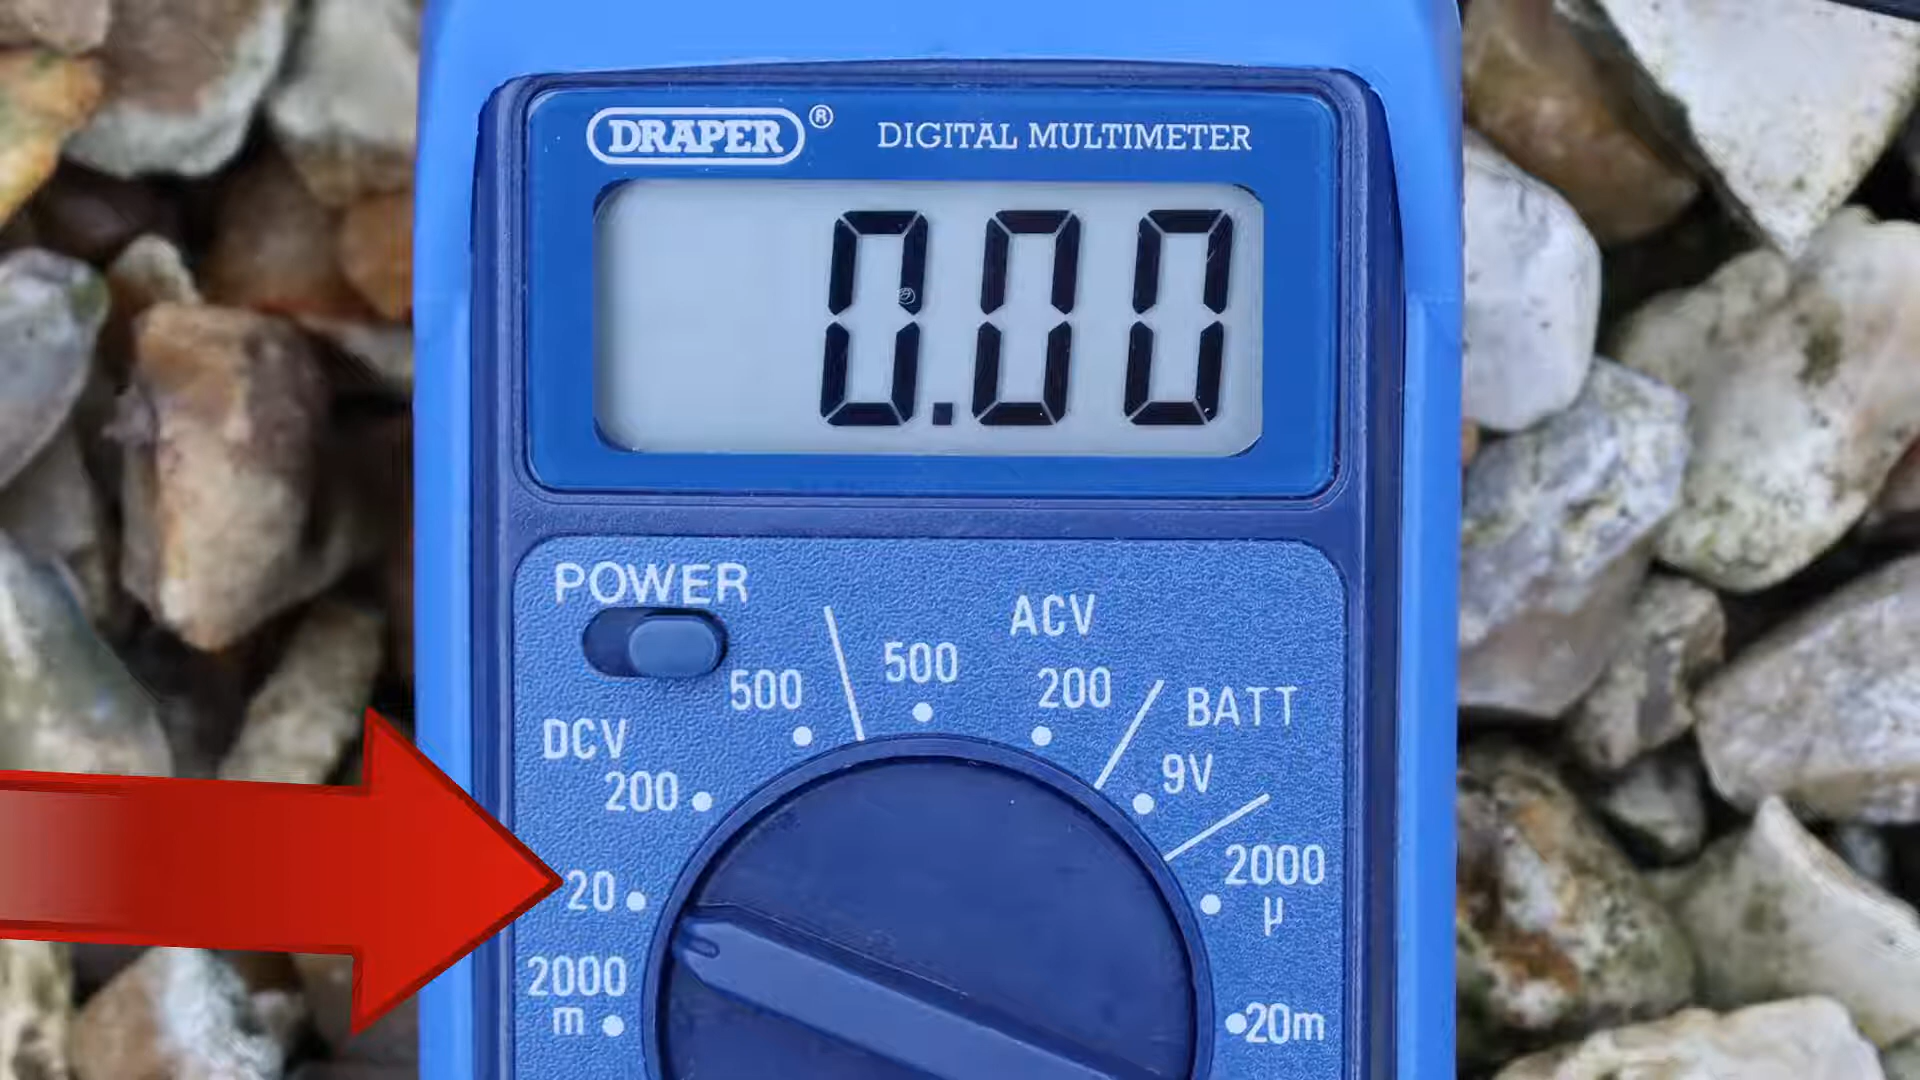 DRAPER ® DIGITAL MULTIMETER
0.00
POWER
ACV
500
500
200
BATT
DCV
9V
200
2000
µ
20
2000
m
20m